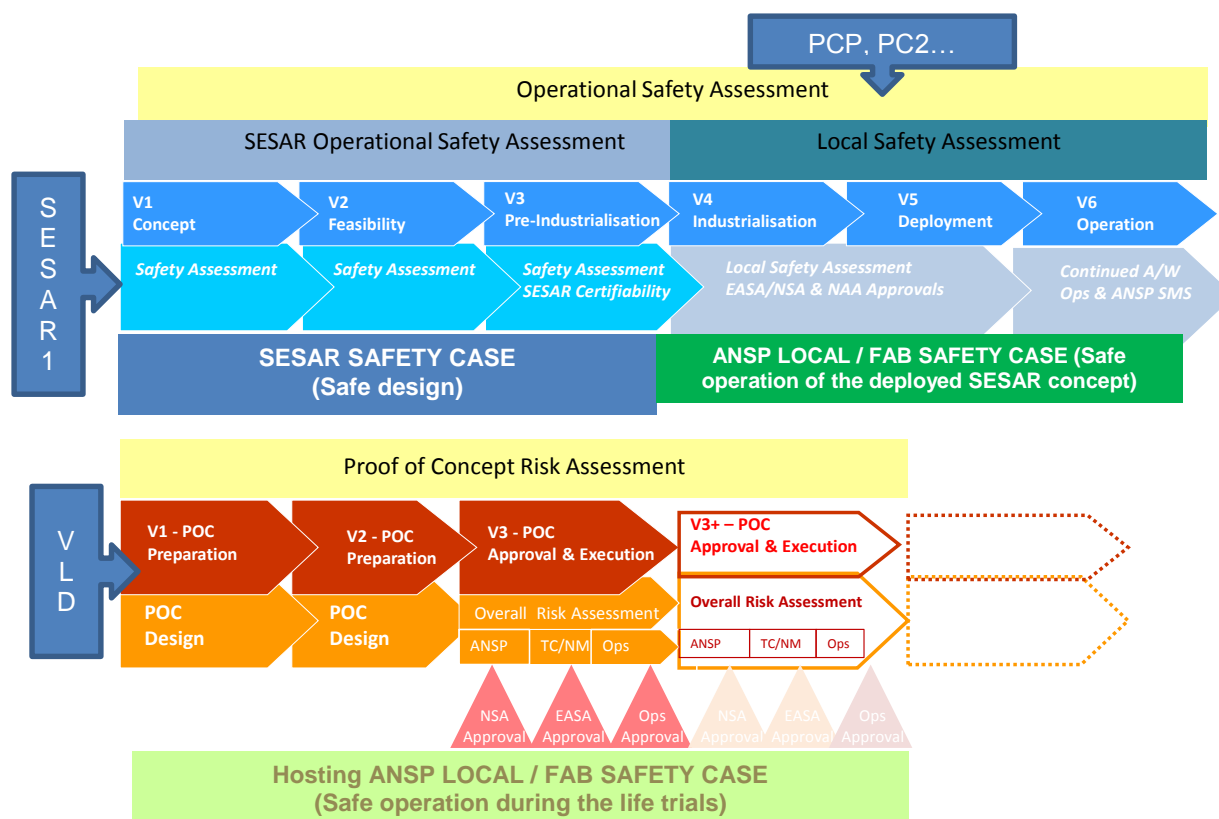 PCP, PC2…
Operational Safety Assessment
SESAR Operational Safety Assessment
Local Safety Assessment
S
E
S
A
R
1
V1
Concept
V2
Feasibility
V3
Pre-Industrialisation
V4
Industrialisation
V5
Deployment
V6
Operation
Safety Assessment
Safety Assessment
Safety Assessment
SESAR Certifiability
Local Safety Assessment
EASA/NSA & NAA Approvals
Continued A/W
Ops & ANSP SMS
SESAR SAFETY CASE
(Safe design)
ANSP LOCAL / FAB SAFETY CASE (Safe
operation of the deployed SESAR concept)
Proof of Concept Risk Assessment
V
L
D
V1 - POC
Preparation
V2 - POC
Preparation
V3 - POC
Approval & Execution
V3+ – POC
Approval & Execution
POC
Design
POC
Design
Overall Risk Assessment
ANSP
TC/NM
Ops
Overall Risk Assessment
ANSP
TC/NM
Ops
NSA
Approval
EASA
Approval
Ops
Approval
NSA
Approval
EASA
Approval
Ops
Approval
Hosting ANSP LOCAL / FAB SAFETY CASE
(Safe operation during the life trials)